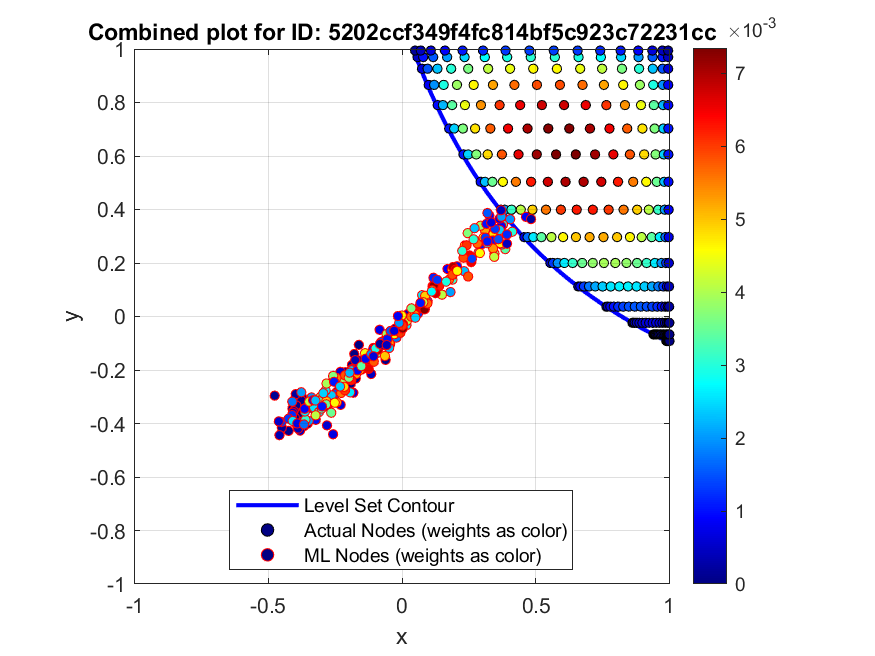 Combined plot for ID: 5202ccf349f4fc814bf5c923c72231cc
×10-3
1
0.8
0.6
0.4
0.2
0
-0.2
-0.4
-0.6
-0.8
-1
y
-1 -0.5 0 0.5 1
x
Level Set Contour
Actual Nodes (weights as color)
ML Nodes (weights as color)
7
6
5
4
3
2
1
0